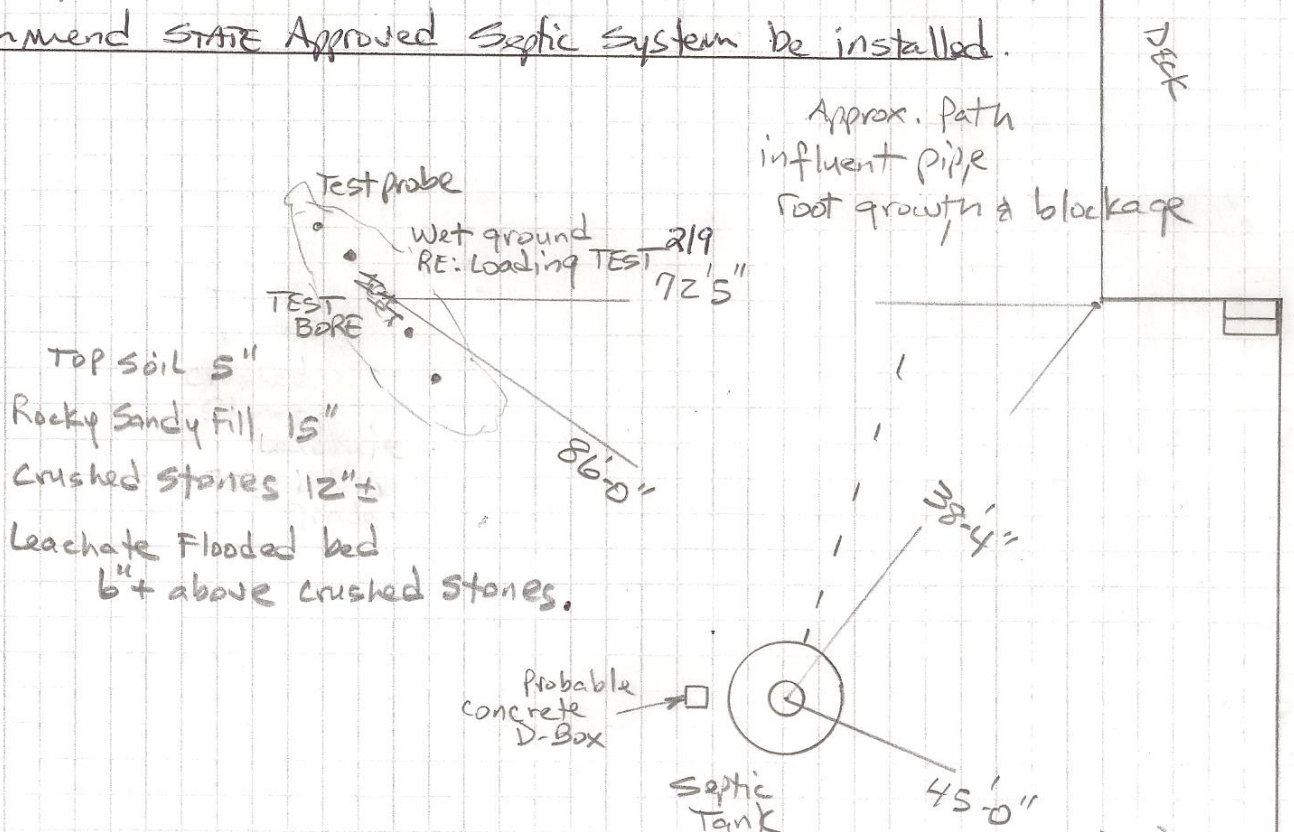 mmend STATE Approved Septic System be installed.
Deck
Approx. Path
influent pipe
root growth & blockage
Test probe
Wet ground
RE: Loading TEST 2/9
72'5"
TEST
BORE
TOP Soil 5"
Rocky Sandy Fill 15"
Crushed Stones 12"±
Leachate Flooded bed
6"+ above crushed stones.
86'-0"
38'-4"
Probable
concrete
D-Box
Septic
Tank
45'-0"